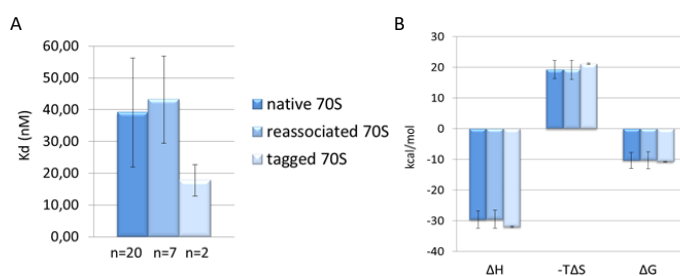 A
60,00
50,00
40,00
30,00
20,00
10,00
0,00
Kd (nM)
n=20 n=7 n=2
native 70S
reassociated 70S
tagged 70S
B
30
20
10
0
-10
-20
-30
-40
kcal/mol
ΔH -TΔS ΔG